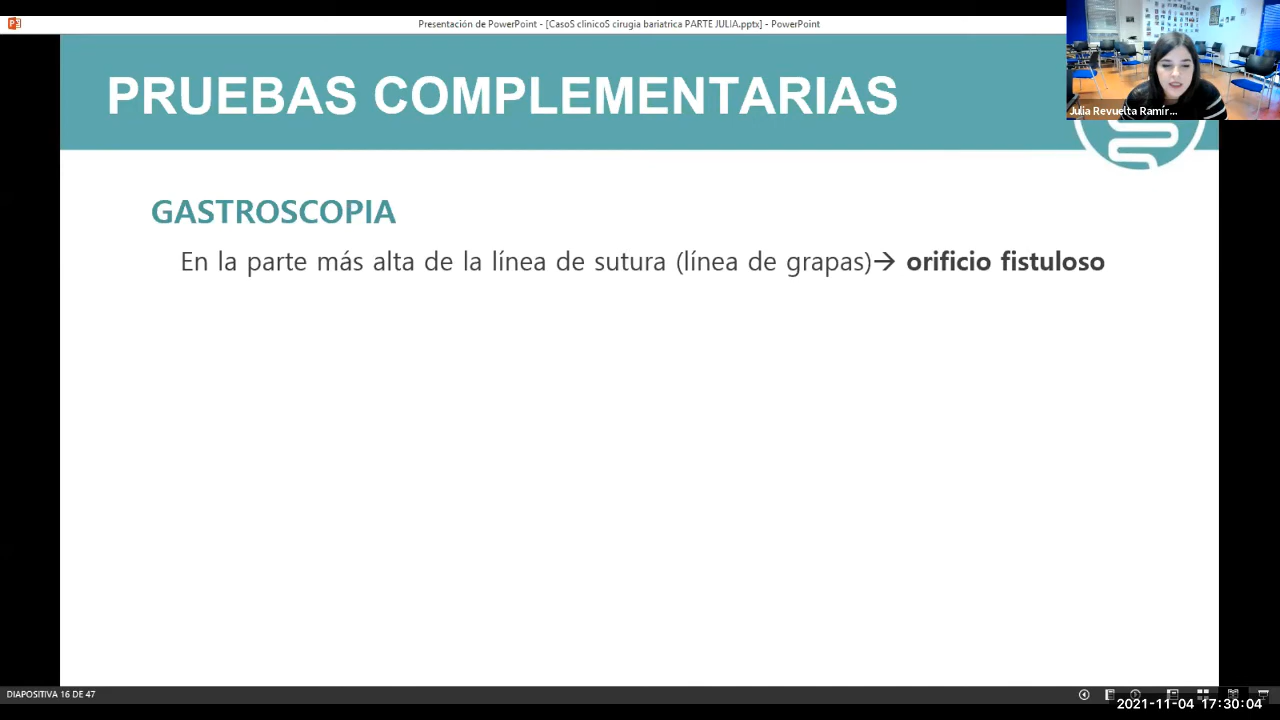 Presentación de PowerPoint - [CasoS clinicoS cirugia bariatrica PARTE JULIA.pptx] - PowerPoint
PRUEBAS COMPLEMENTARIAS
Julia Revuelta Ramír...
GASTROSCOPIA
En la parte más alta de la línea de sutura (línea de grapas)→ orificio fistuloso
DIAPOSITIVA 16 DE 47
2021-11-04 17:30:04